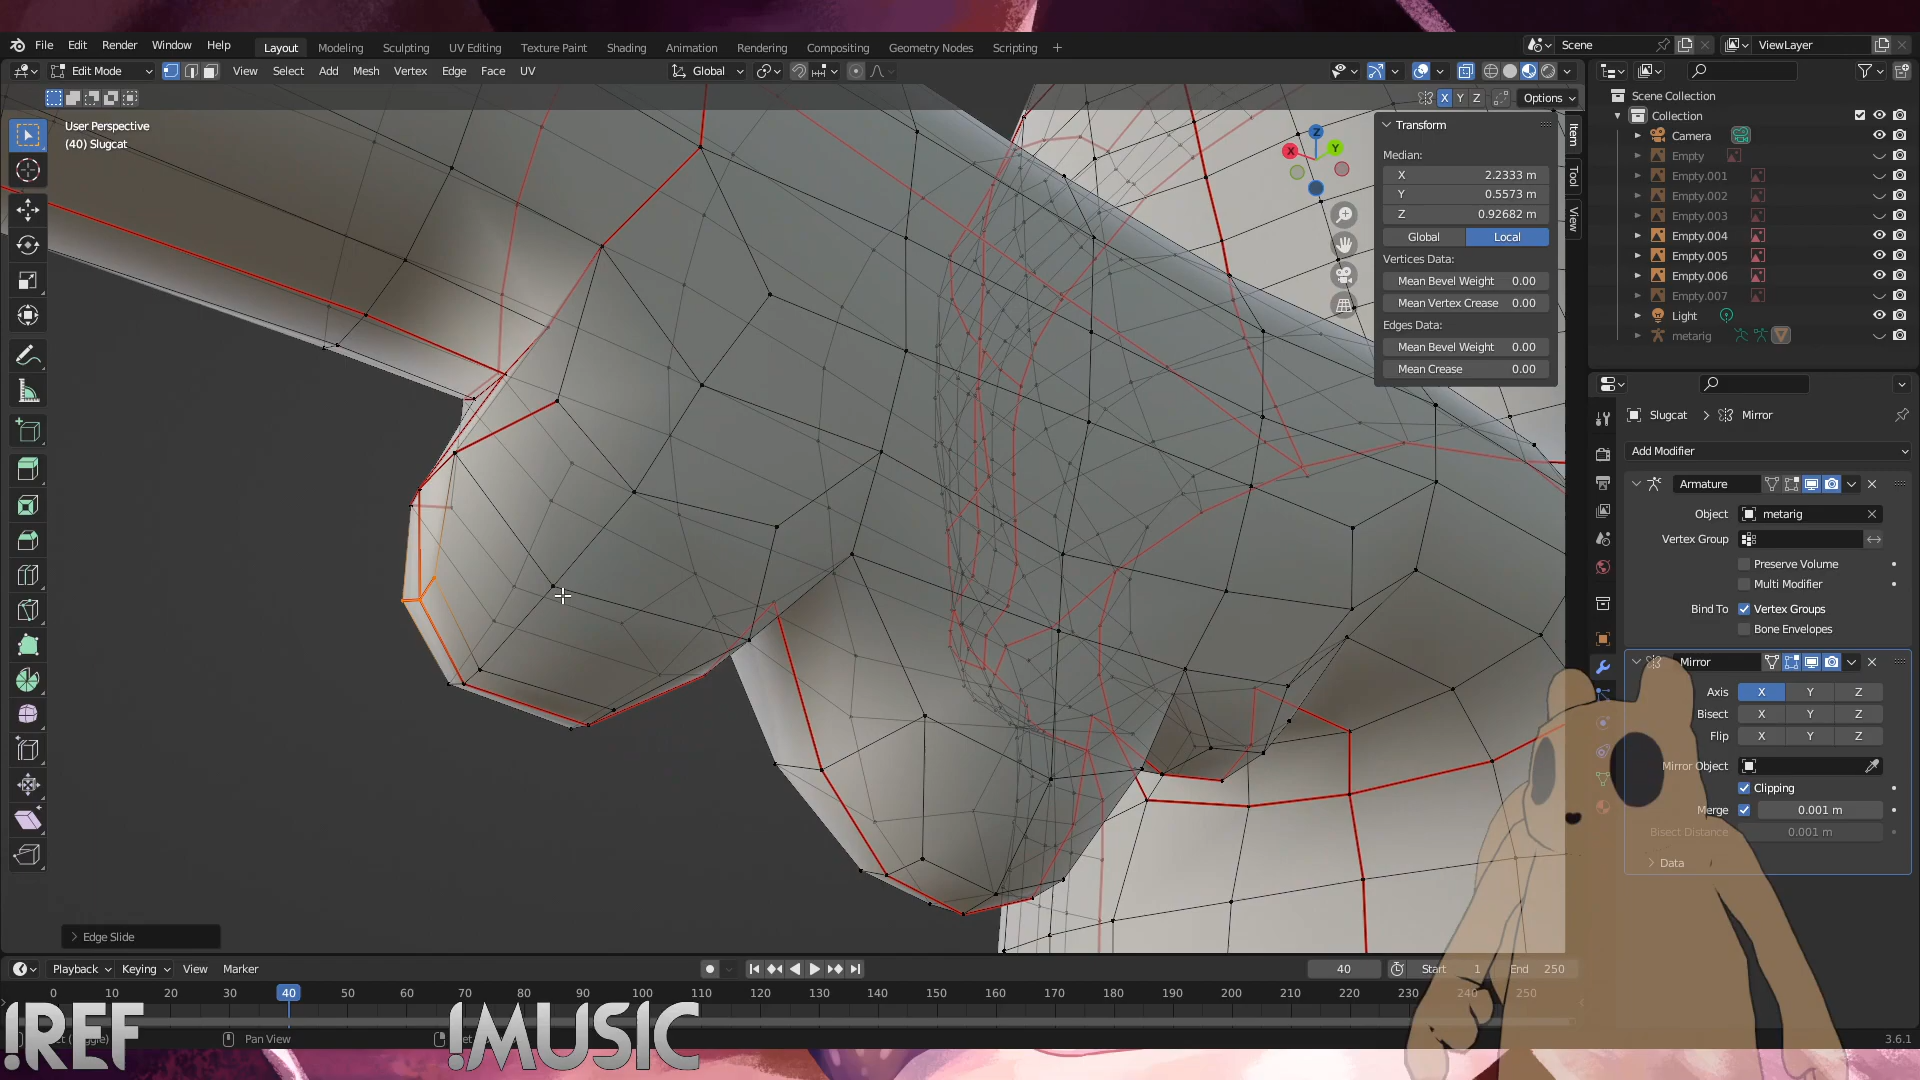 File Edit Render Window Help Layout Modeling Sculpting UV Editing Texture Paint Shading Animation Rendering Compositing Geometry Nodes Scripting + Scene ViewLayer
Edit Mode View Select Add Mesh Vertex Edge Face UV Global
X Y Z Options
User Perspective
(40) Slugcat
Z
X Y
Transform
Median:
X 2.2333 m
Y 0.5573 m
Z 0.92682 m
Global Local
Vertices Data:
Mean Bevel Weight 0.00
Mean Vertex Crease 0.00
Edges Data:
Mean Bevel Weight 0.00
Mean Crease 0.00
Item
Tool
View
Scene Collection
Collection
Camera
Empty
Empty.001
Empty.002
Empty.003
Empty.004
Empty.005
Empty.006
Empty.007
Light
metarig
Slugcat > Mirror
Add Modifier
Armature
Object metarig
Vertex Group
Preserve Volume
Multi Modifier
Bind To Vertex Groups
Bone Envelopes
Mirror
Axis X Y Z
Bisect X Y Z
Flip X Y Z
Mirror Object
Clipping
Merge 0.001 m
Bisect Distance 0.001 m
Data
Edge Slide
Playback Keying View Marker 40 Start 1 End 250
0 10 20 30 40 50 60 70 80 90 100 110 120 130 140 150 160 170 180 190 200 210 220 230 240 250
!REF !MUSIC
Pan View
3.6.1